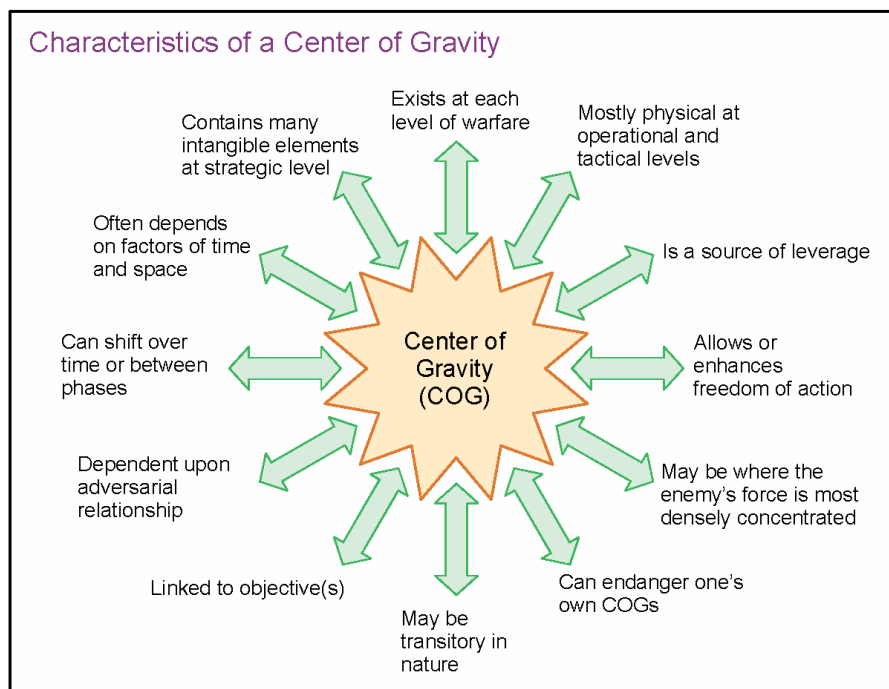 Characteristics of a Center of Gravity
Exists at each
level of warfare
Mostly physical at
operational and
tactical levels
Is a source of leverage
Allows or
enhances
freedom of action
May be where the
enemy's force is most
densely concentrated
Can endanger one's
own COGs
May be
transitory in
nature
Linked to objective(s)
Dependent upon
adversarial
relationship
Can shift over
time or between
phases
Often depends
on factors of time
and space
Contains many
intangible elements
at strategic level
Center of
Gravity
(COG)